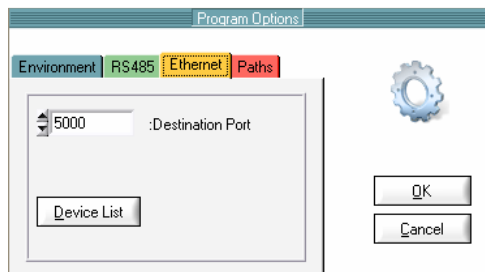 Program Options
Environment RS485 Ethernet Paths
5000 :Destination Port
Device List
OK
Cancel